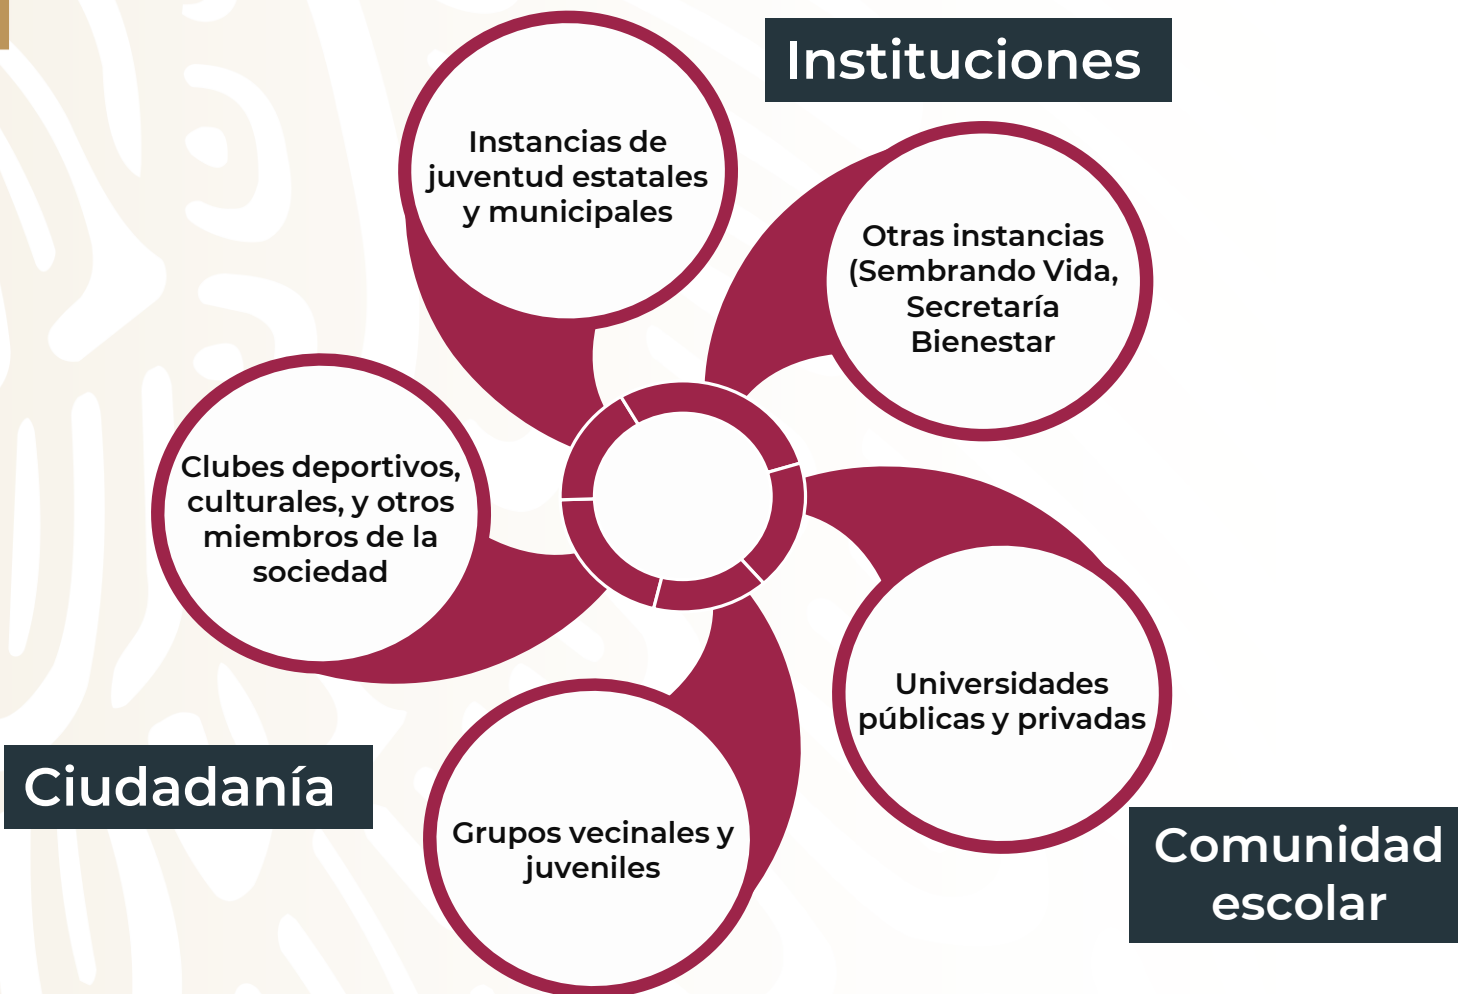 Instituciones
Instancias de
juventud estatales
y municipales
Otras instancias
(Sembrando Vida,
Secretaría
Bienestar
Clubes deportivos,
culturales, y otros
miembros de la
sociedad
Universidades
públicas y privadas
Ciudadanía
Grupos vecinales y
juveniles
Comunidad
escolar